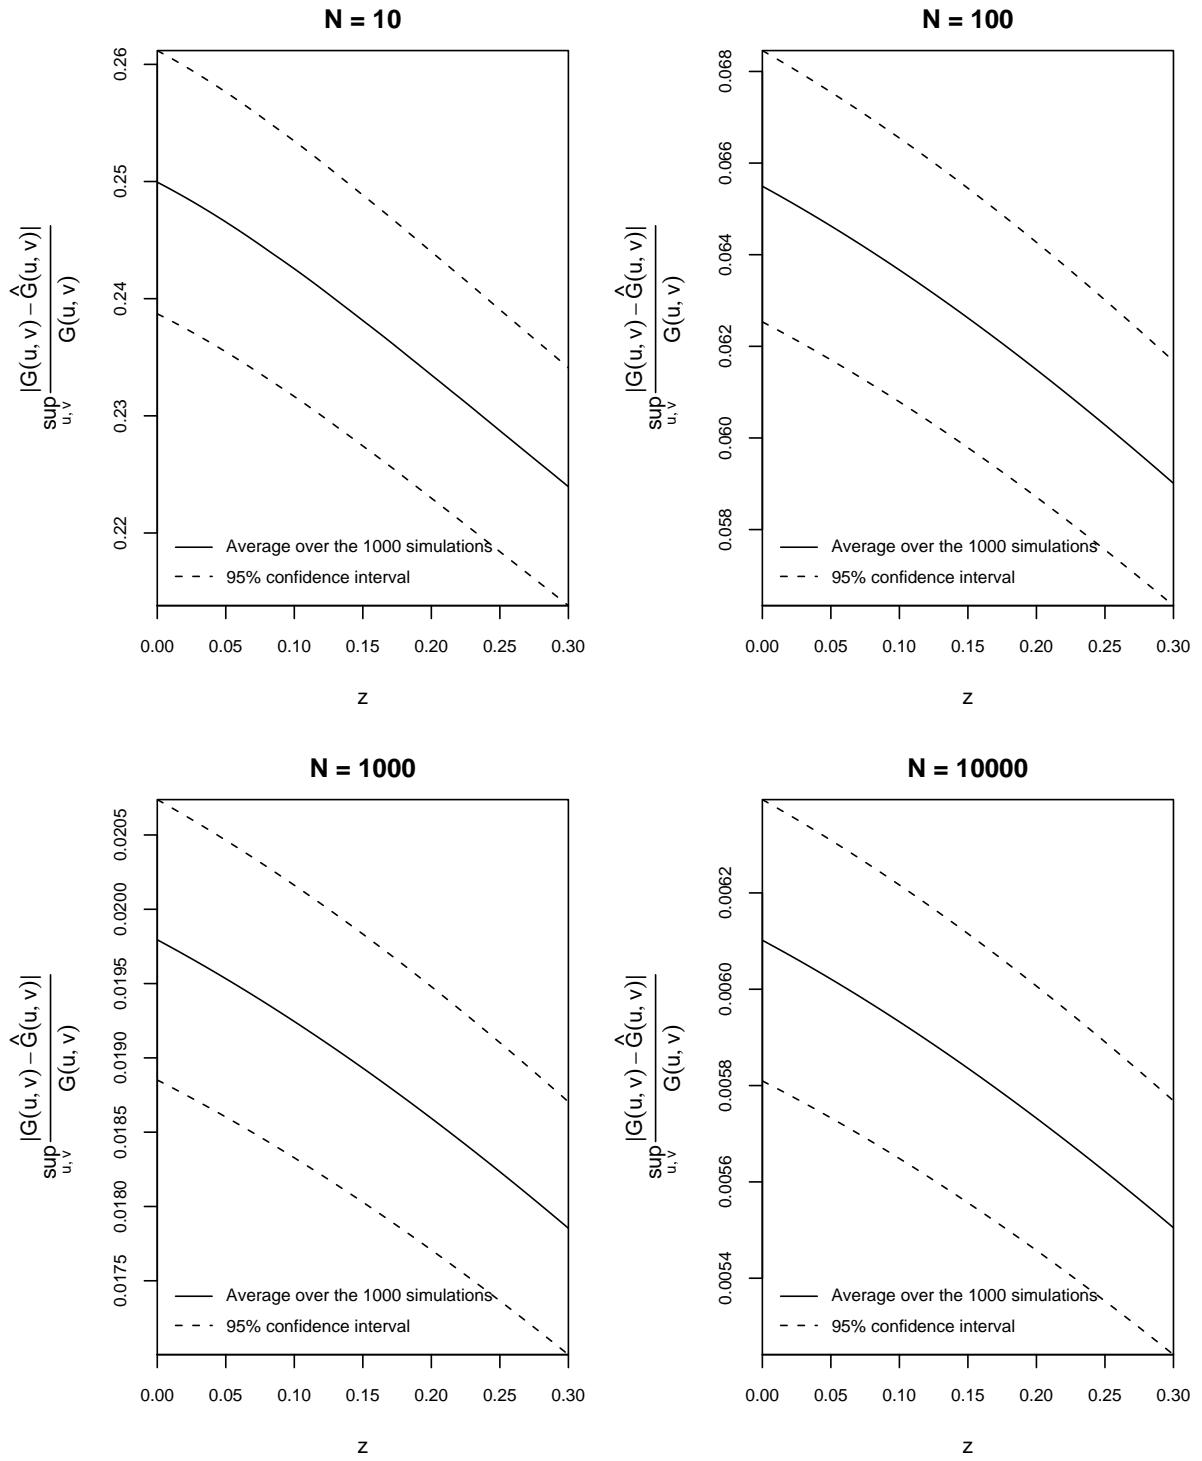 N = 10
0.26
0.25
0.24
0.23
0.22
sup u, v |G(u, v) − Ĝ(u, v)| / G(u, v)
Average over the 1000 simulations
95% confidence interval
0.00 0.05 0.10 0.15 0.20 0.25 0.30
z
N = 100
0.068
0.066
0.064
0.062
0.060
0.058
sup u, v |G(u, v) − Ĝ(u, v)| / G(u, v)
Average over the 1000 simulations
95% confidence interval
0.00 0.05 0.10 0.15 0.20 0.25 0.30
z
N = 1000
0.0205
0.0200
0.0195
0.0190
0.0185
0.0180
0.0175
sup u, v |G(u, v) − Ĝ(u, v)| / G(u, v)
Average over the 1000 simulations
95% confidence interval
0.00 0.05 0.10 0.15 0.20 0.25 0.30
z
N = 10000
0.0062
0.0060
0.0058
0.0056
0.0054
sup u, v |G(u, v) − Ĝ(u, v)| / G(u, v)
Average over the 1000 simulations
95% confidence interval
0.00 0.05 0.10 0.15 0.20 0.25 0.30
z